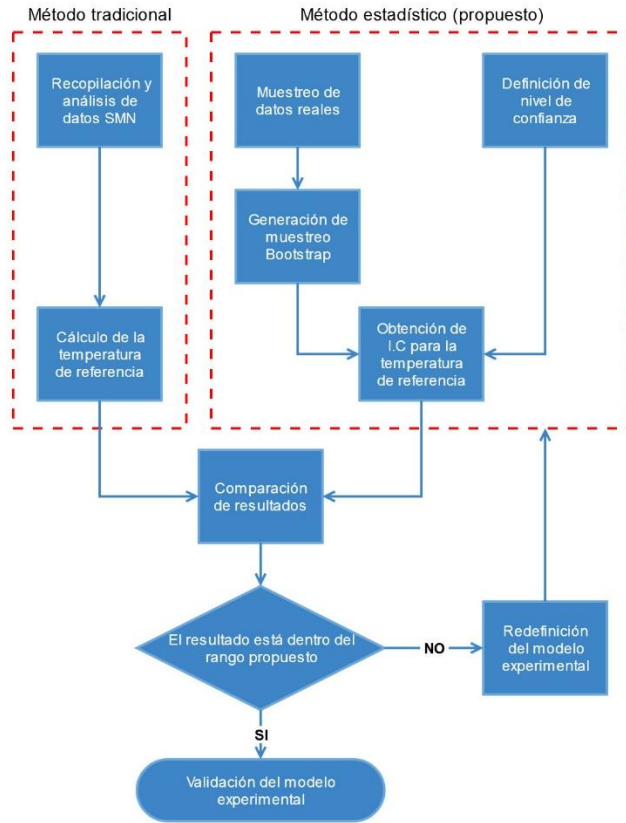 Método tradicional
Método estadístico (propuesto)
Recopilación y
análisis de
datos SMN
Muestreo de
datos reales
Definición de
nivel de
confianza
Generación de
muestreo
Bootstrap
Cálculo de la
temperatura
de referencia
Obtención de
I.C para la
temperatura
de referencia
Comparación
de resultados
El resultado está dentro del
rango propuesto
NO
Redefinición
del modelo
experimental
SI
Validación del modelo
experimental